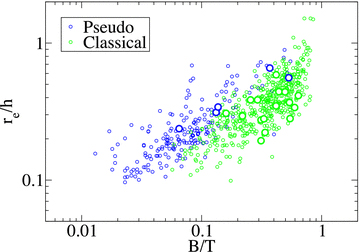 Pseudo
Classical
1
0.1
r_e/h
0.01
0.1
1
B/T